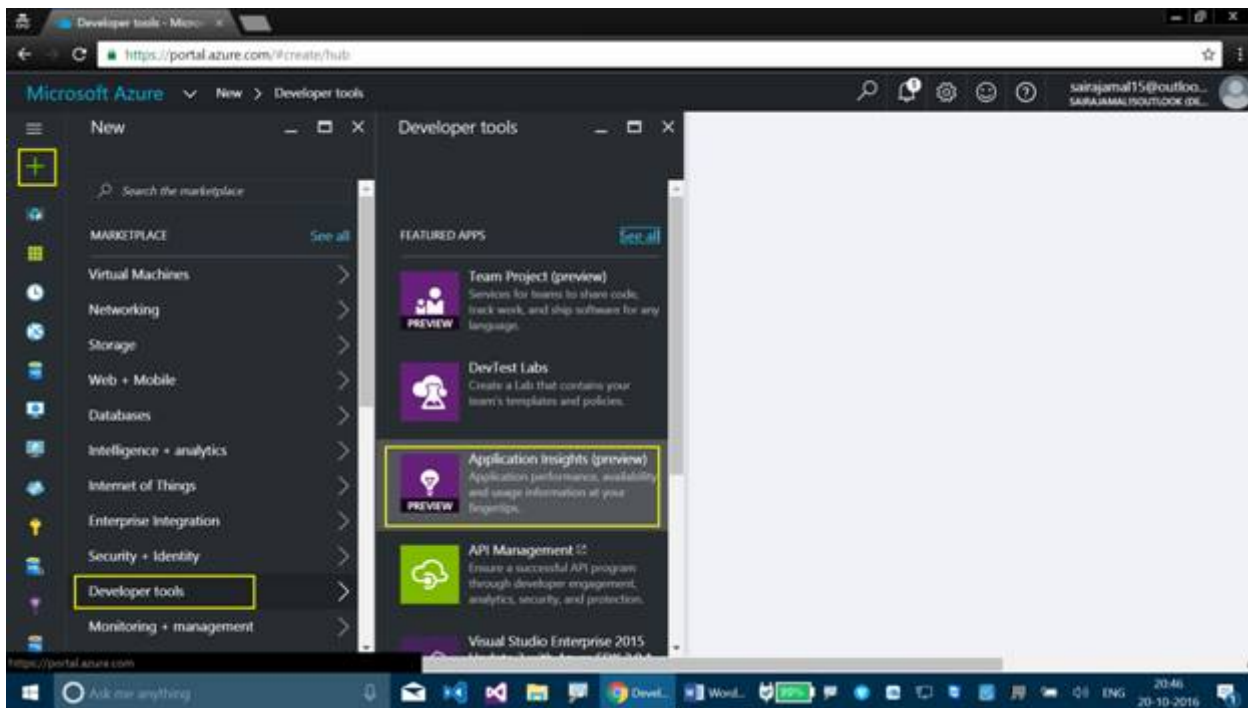 Developer tools - Micro
https://portal.azure.com/#create/hub
Microsoft Azure New > Developer tools
sairajamal15@outloo...
SAIRAJAMAL15OUTLOOK (DE...
New
Search the marketplace
MARKETPLACE See all
Virtual Machines
Networking
Storage
Web + Mobile
Databases
Intelligence + analytics
Internet of Things
Enterprise Integration
Security + Identity
Developer tools
Monitoring + management
Developer tools
FEATURED APPS See all
Team Project (preview)
Services for teams to share code,
track work, and ship software for any
language.
PREVIEW
DevTest Labs
Create a Lab that contains your
team's templates and policies.
Application Insights (preview)
Application performance, availability
and usage information at your
fingertips.
PREVIEW
API Management
Ensure a successful API program
through developer engagement,
analytics, security, and protection.
Visual Studio Enterprise 2015
https://portal.azure.com
Ask me anything
Devel...
Word...
ENG
20:46
20-10-2016